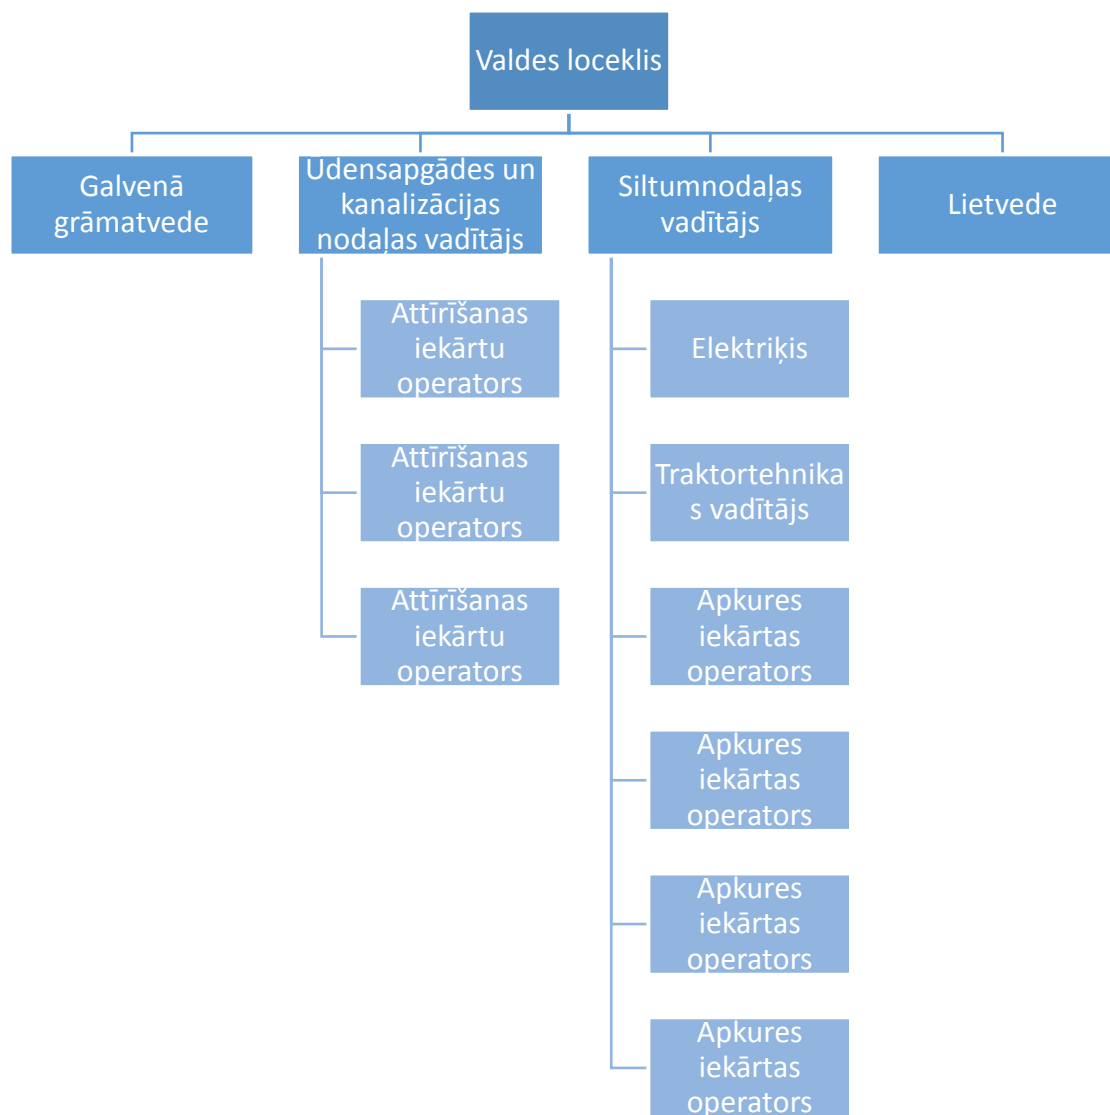 Valdes loceklis
Galvenā
grāmatvede
Ūdensapgādes un
kanalizācijas
nodaļas vadītājs
Attīrīšanas
iekārtu
operators
Attīrīšanas
iekārtu
operators
Attīrīšanas
iekārtu
operators
Siltumnodaļas
vadītājs
Elektriķis
Traktortehnika
s vadītājs
Apkures
iekārtas
operators
Apkures
iekārtas
operators
Apkures
iekārtas
operators
Apkures
iekārtas
operators
Lietvede